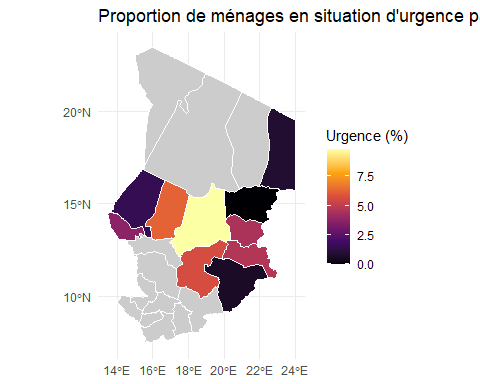 Proportion de ménages en situation d'urgence p
Urgence (%)
7.5
5.0
2.5
0.0
20°N
15°N
10°N
14°E 16°E 18°E 20°E 22°E 24°E